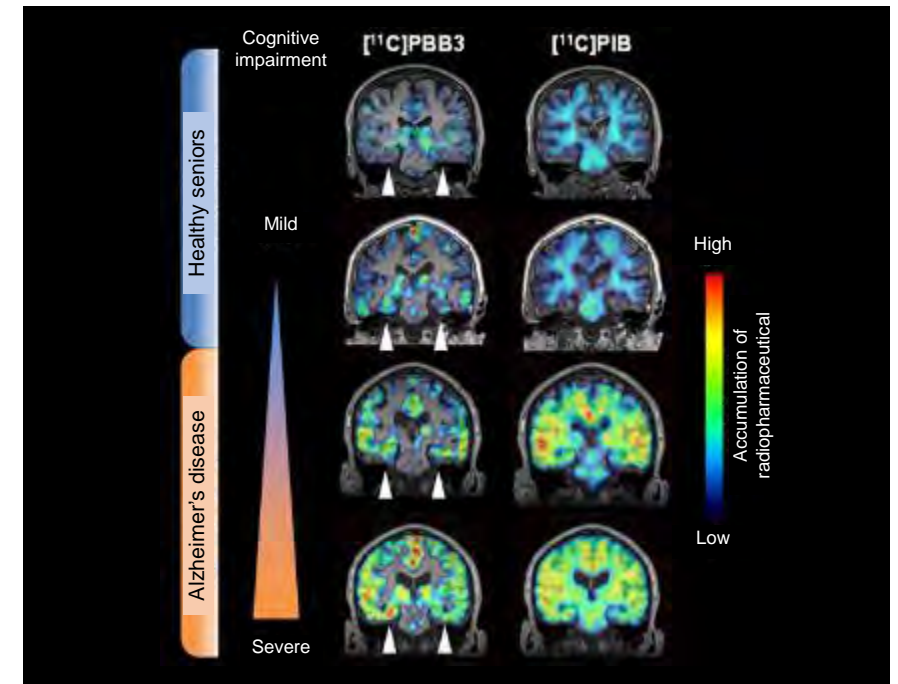 Cognitive
impairment
[¹¹C]PBB3
[¹¹C]PIB
Healthy seniors
Mild
High
Accumulation of
radiopharmaceutical
Low
Alzheimer's disease
Severe